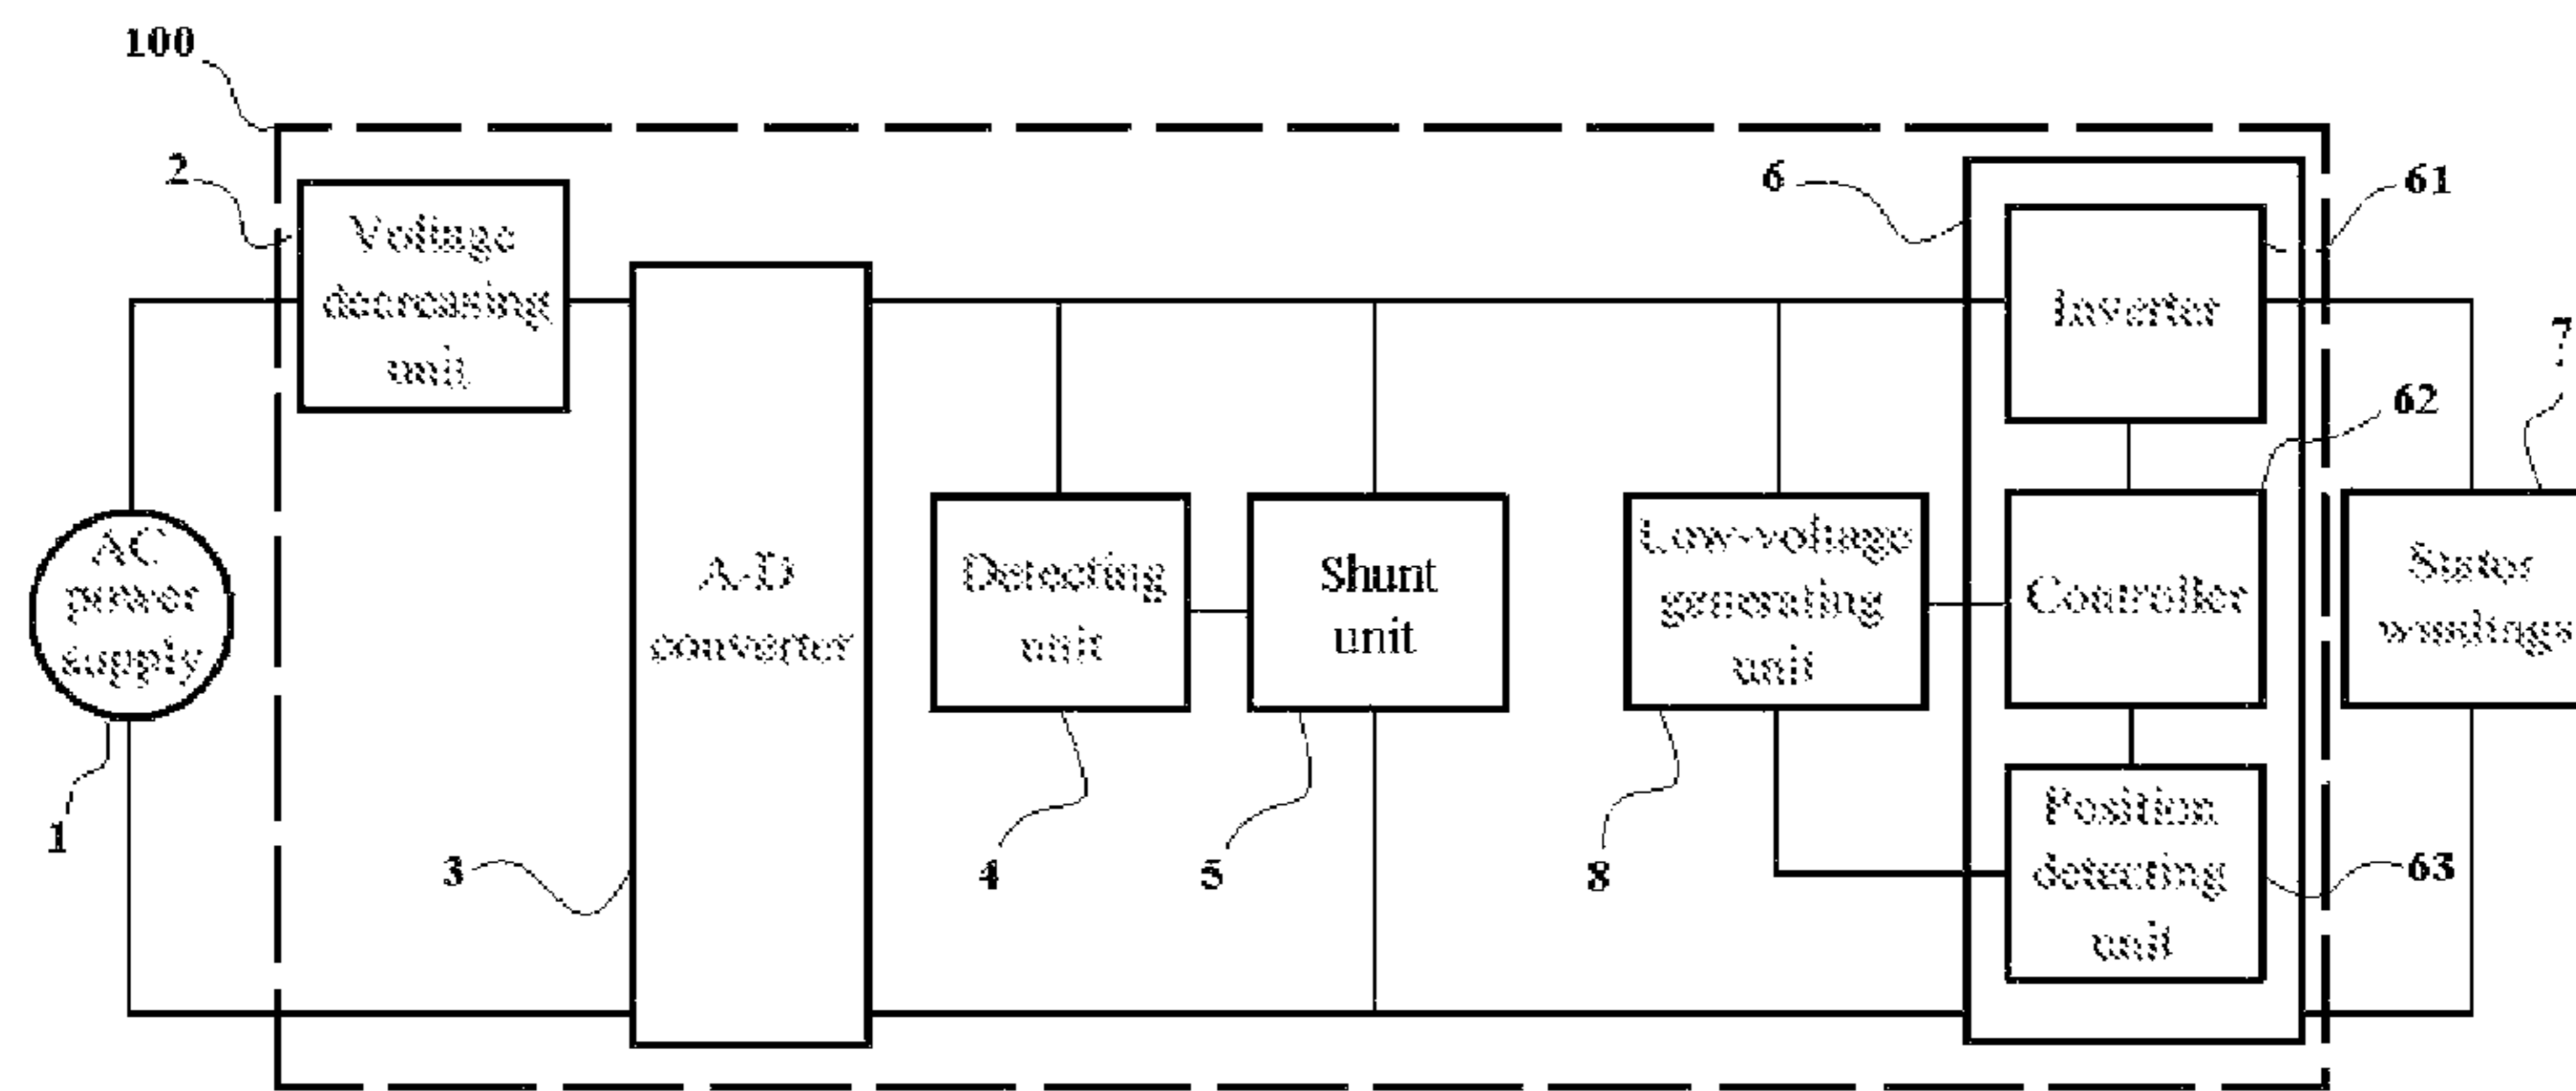 100
2
Voltage
decreasing
unit
6
61
Inverter
7
62
AC
power
supply
A-D
converter
Detecting
unit
Shunt
unit
Low-voltage
generating
unit
Controller
Stator
windings
1
3
4
5
8
Position
detecting
unit
63